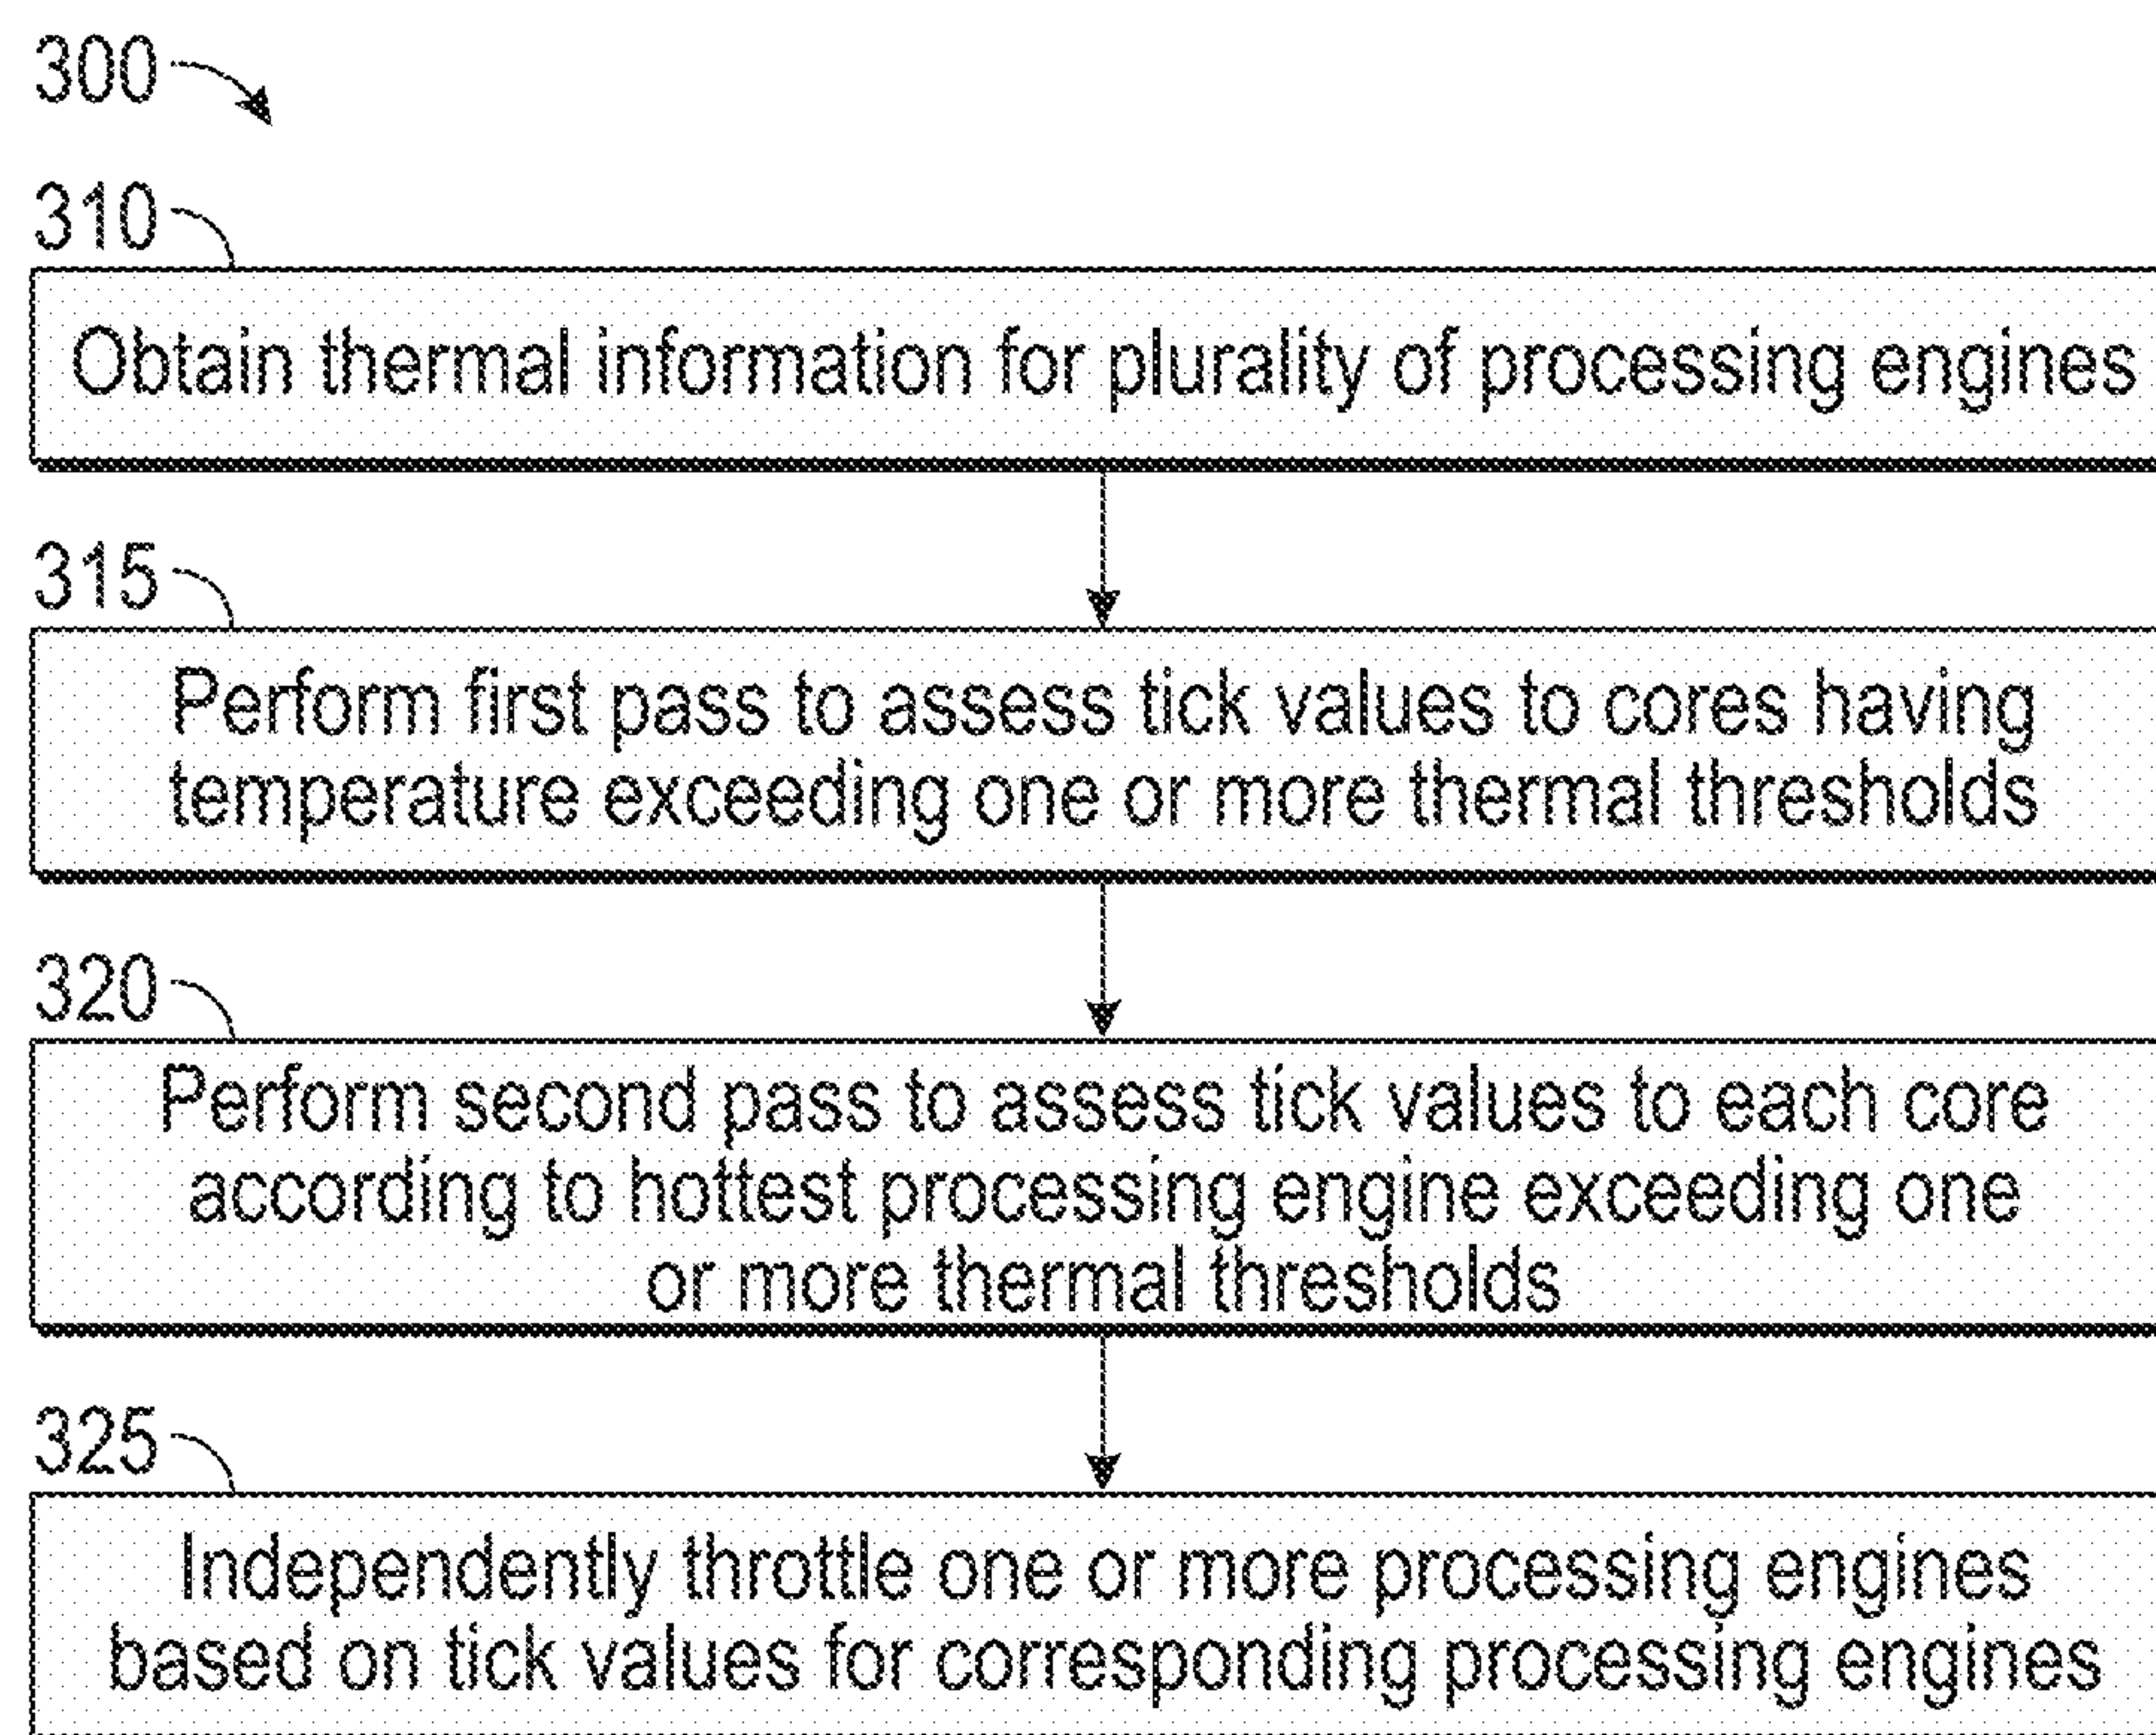 300
310
Obtain thermal information for plurality of processing engines
315
Perform first pass to assess tick values to cores having
temperature exceeding one or more thermal thresholds
320
Perform second pass to assess tick values to each core
according to hottest processing engine exceeding one
or more thermal thresholds
325
Independently throttle one or more processing engines
based on tick values for corresponding processing engines